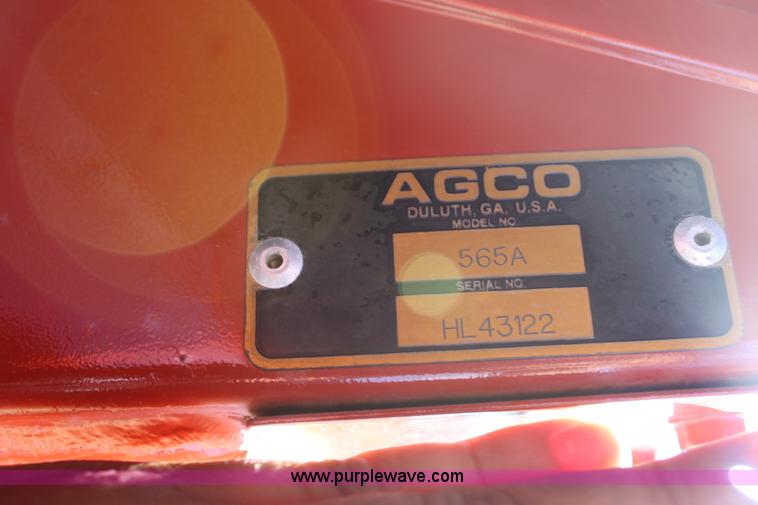 AGCO
DULUTH, GA. U.S.A.
MODEL NO.
565A
SERIAL NO.
HL43122
www.purplewave.com